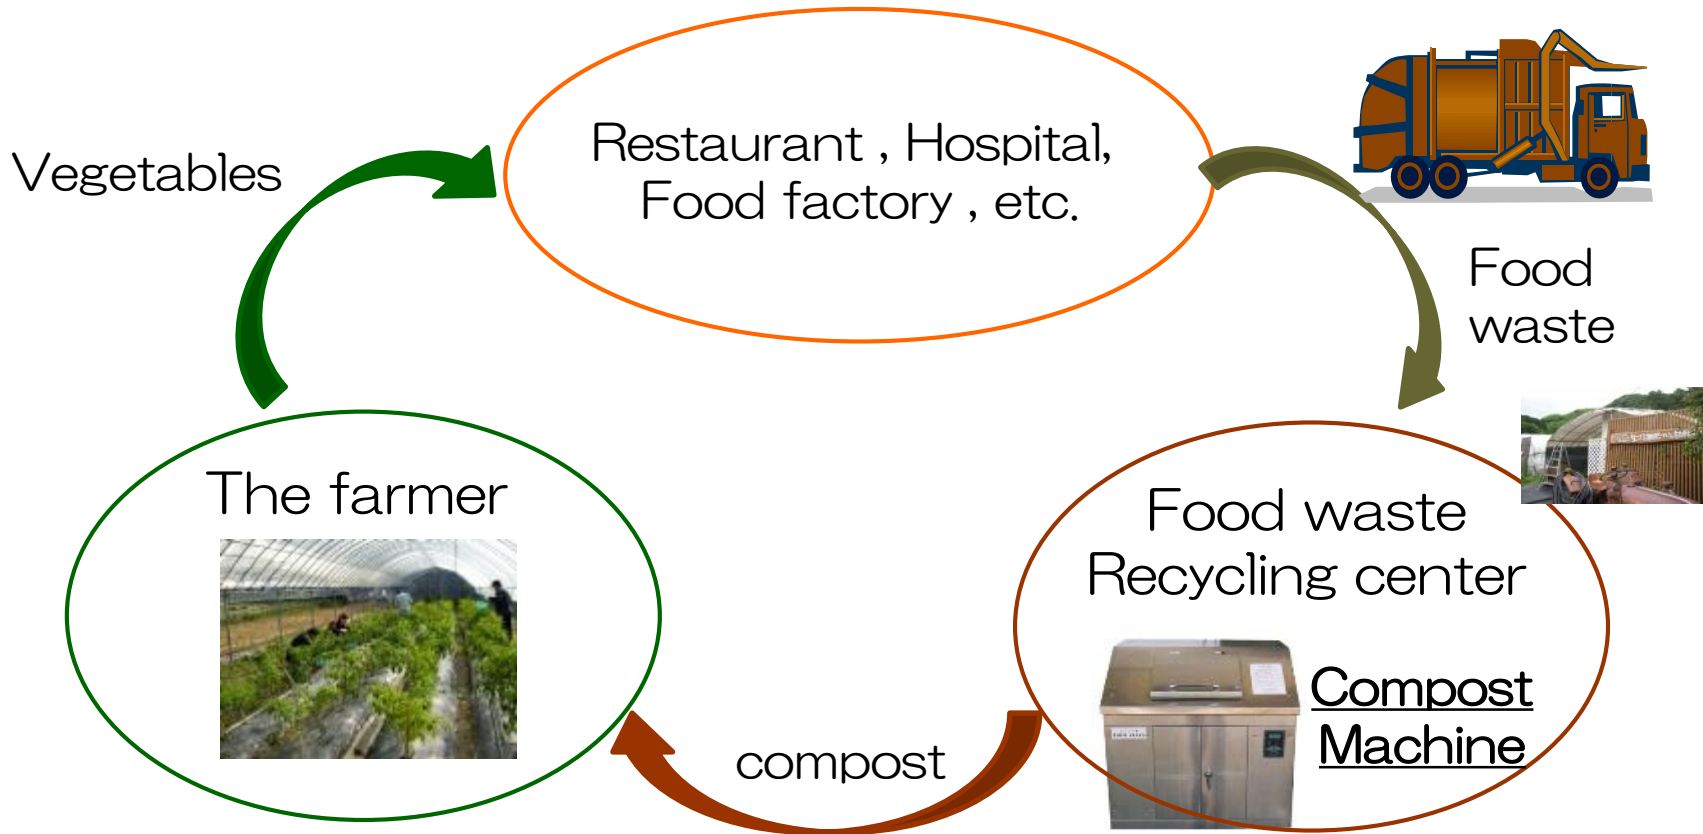 Restaurant , Hospital,
Food factory , etc.
Vegetables
Food
waste
The farmer
Food waste
Recycling center
Compost
Machine
compost